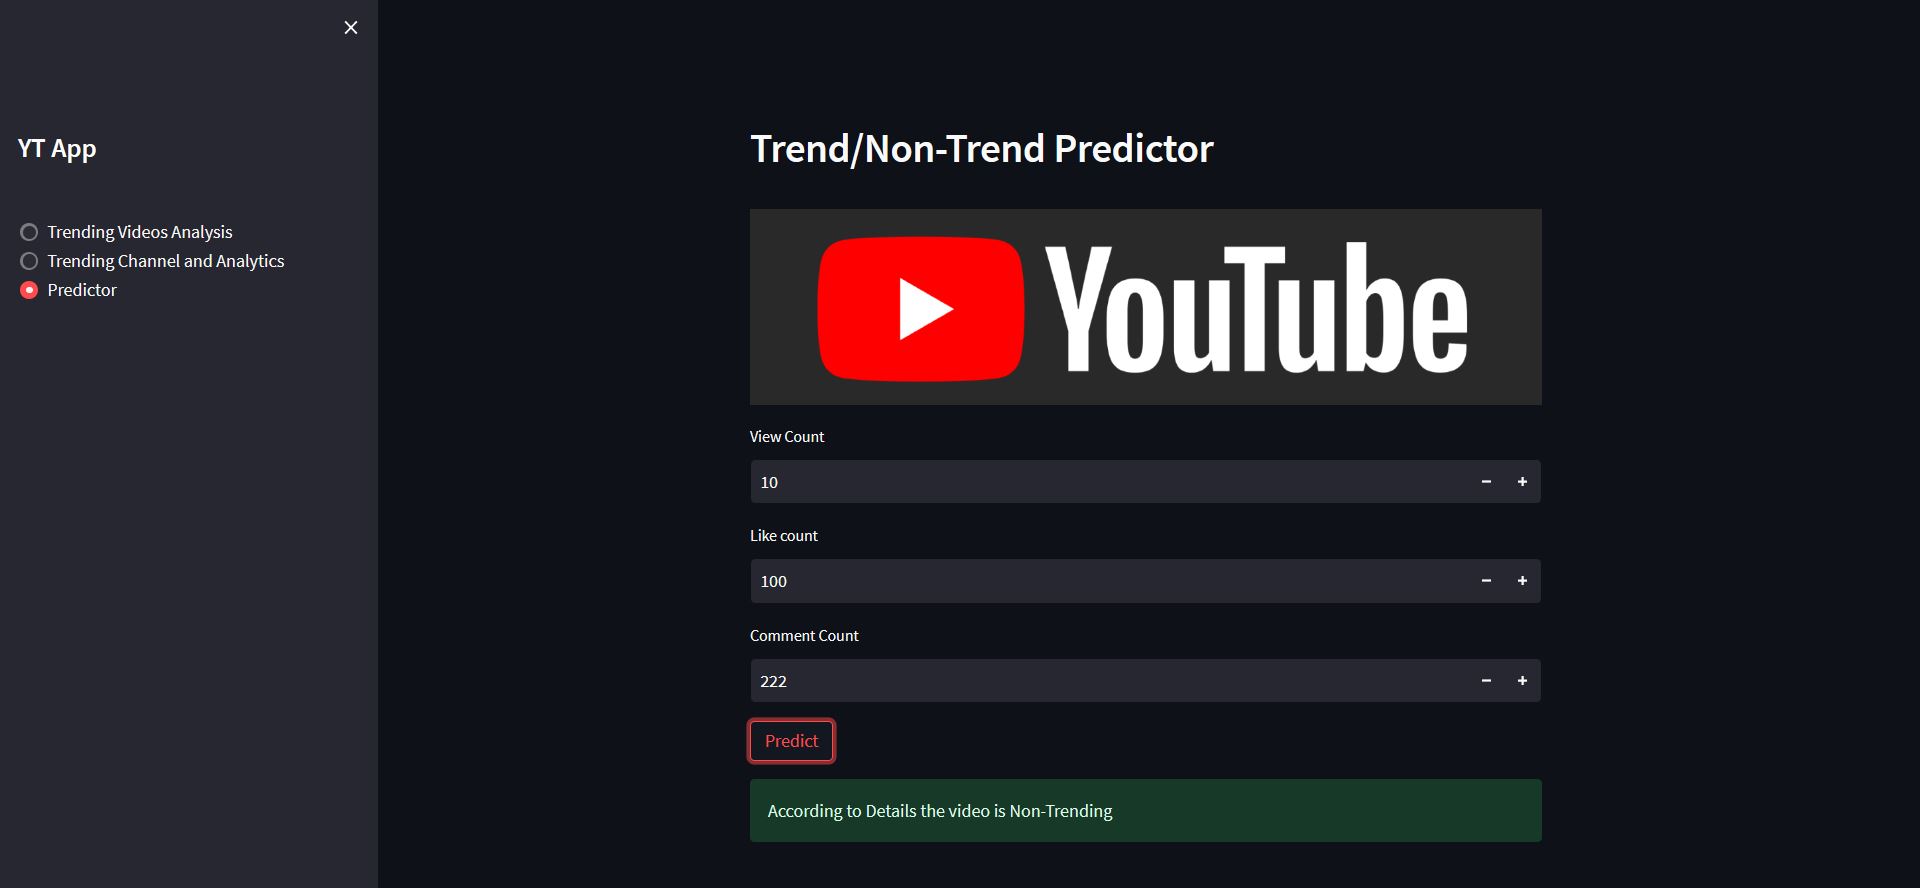 YT App
Trending Videos Analysis
Trending Channel and Analytics
Predictor
Trend/Non-Trend Predictor
YouTube
View Count
10
Like count
100
Comment Count
222
Predict
According to Details the video is Non-Trending